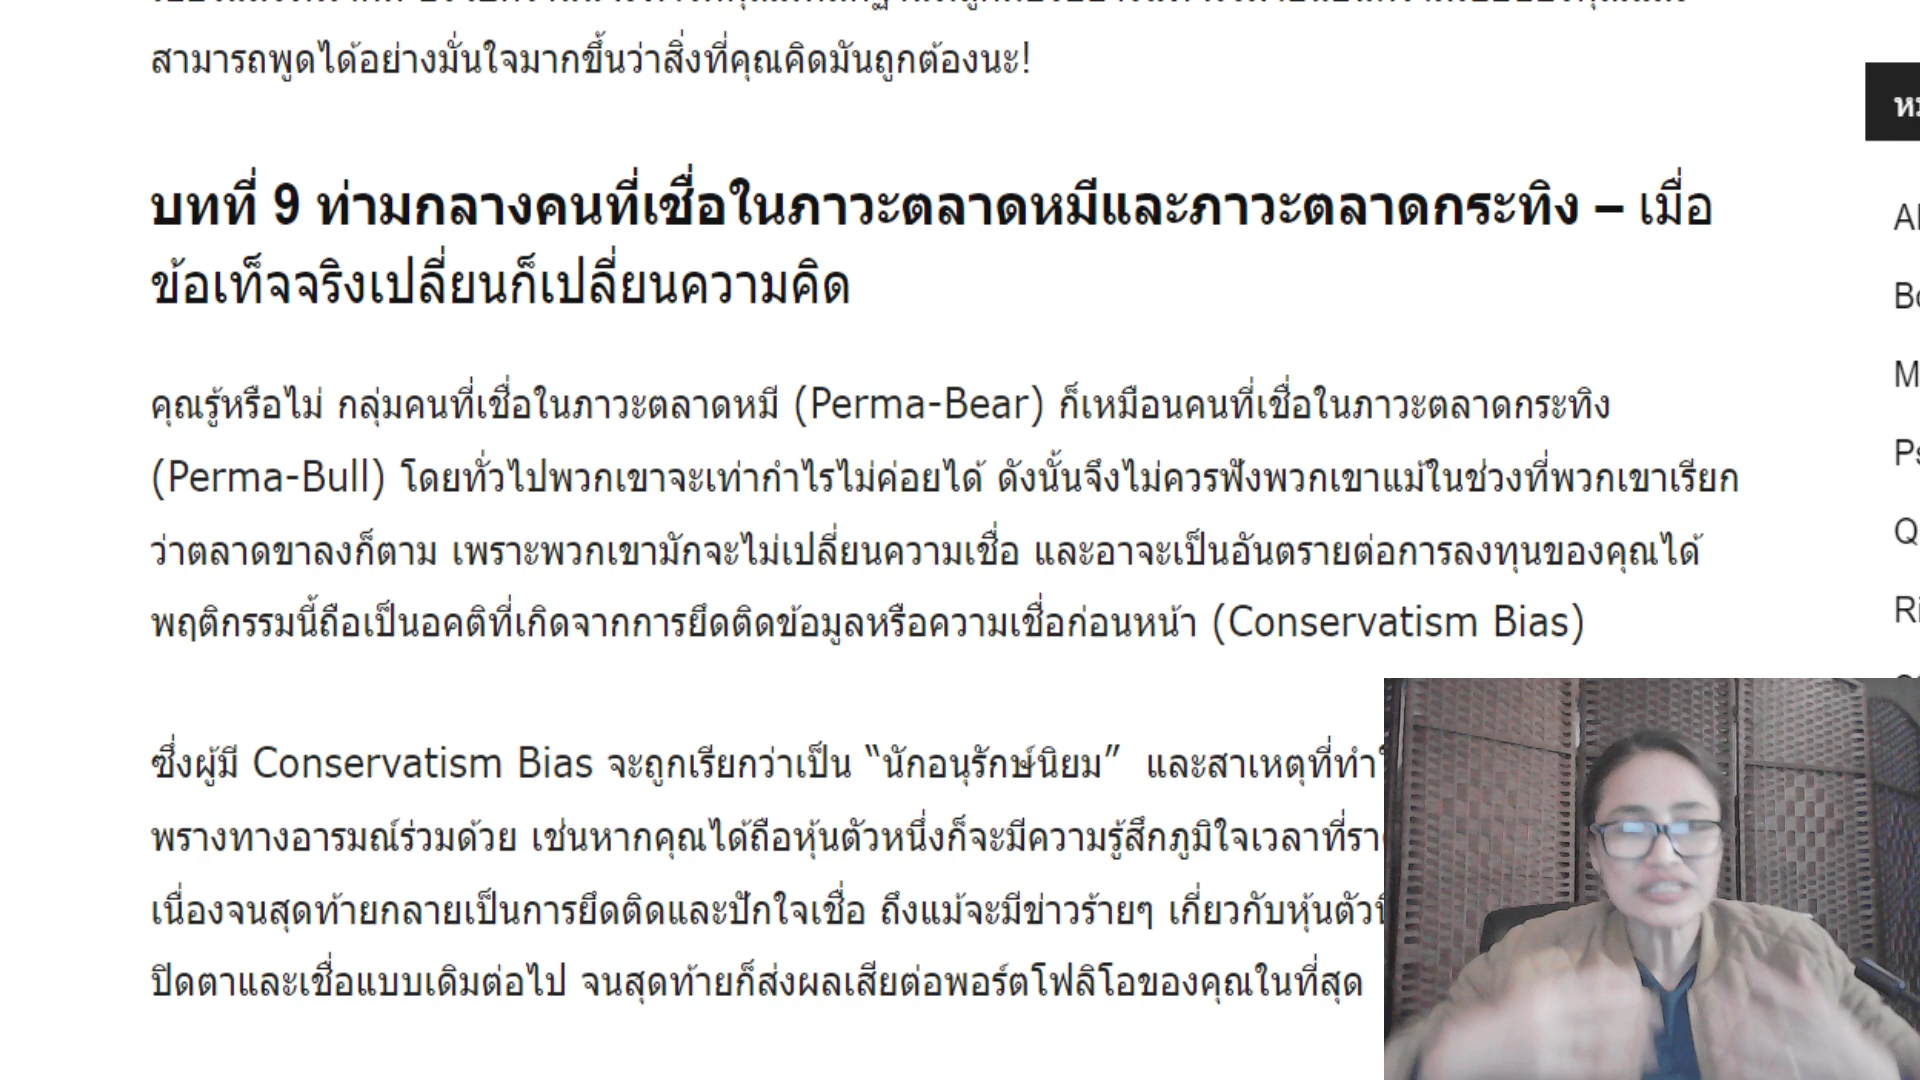 สามารถพูดได้อย่างมั่นใจมากขึ้นว่าสิ่งที่คุณคิดมันถูกต้องนะ!
บทที่ 9 ท่ามกลางคนที่เชื่อในภาวะตลาดหมีและภาวะตลาดกระทิง – เมื่อ
ข้อเท็จจริงเปลี่ยนก็เปลี่ยนความคิด
คุณรู้หรือไม่ กลุ่มคนที่เชื่อในภาวะตลาดหมี (Perma-Bear) ก็เหมือนคนที่เชื่อในภาวะตลาดกระทิง
(Perma-Bull) โดยทั่วไปพวกเขาจะเท่ากำไรไม่ค่อยได้ ดังนั้นจึงไม่ควรฟังพวกเขาแม้ในช่วงที่พวกเขาเรียก
ว่าตลาดขาลงก็ตาม เพราะพวกเขามักจะไม่เปลี่ยนความเชื่อ และอาจจะเป็นอันตรายต่อการลงทุนของคุณได้
พฤติกรรมนี้ถือเป็นอคติที่เกิดจากการยึดติดข้อมูลหรือความเชื่อก่อนหน้า (Conservatism Bias)
ซึ่งผู้มี Conservatism Bias จะถูกเรียกว่าเป็น “นักอนุรักษ์นิยม” และสาเหตุที่ทำ
พรางทางอารมณ์ร่วมด้วย เช่นหากคุณได้ถือหุ้นตัวหนึ่งก็จะมีความรู้สึกภูมิใจเวลาที่
เนื่องจนสุดท้ายกลายเป็นการยึดติดและปักใจเชื่อ ถึงแม้จะมีข่าวร้ายๆ เกี่ยวกับหุ้นตัว
ปิดตาและเชื่อแบบเดิมต่อไป จนสุดท้ายก็ส่งผลเสียต่อพอร์ตโฟลิโอของคุณในที่สุด